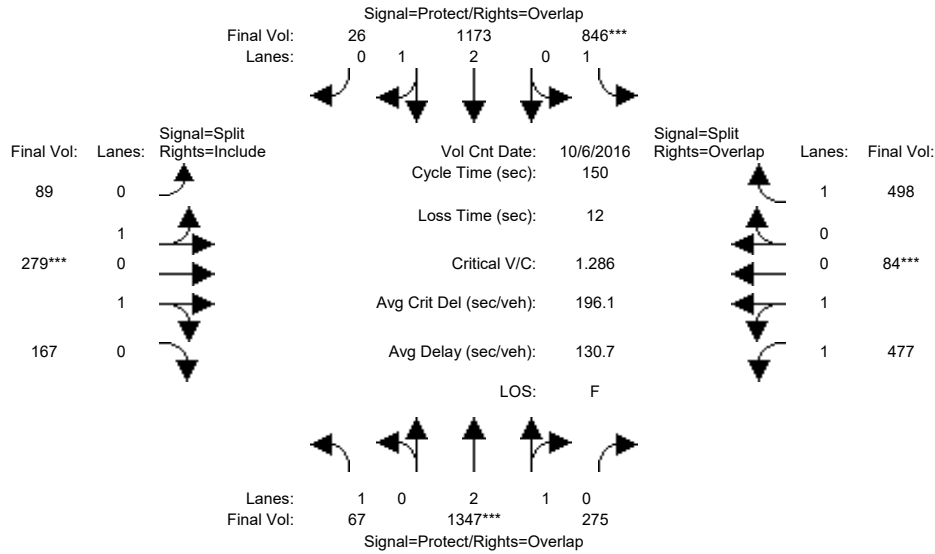 Signal=Protect/Rights=Overlap
Final Vol: 26 1173 846***
Lanes: 0 1 2 0 1
Signal=Split
Rights=Include
Signal=Split
Rights=Overlap
Final Vol: Lanes: Vol Cnt Date: 10/6/2016 Lanes: Final Vol:
Cycle Time (sec): 150
89 0 1 498
Loss Time (sec): 12
1 0
279*** 0 Critical V/C: 1.286 0 84***
1 Avg Crit Del (sec/veh): 196.1 1
167 0 Avg Delay (sec/veh): 130.7 1 477
LOS: F
Lanes: 1 0 2 1 0
Final Vol: 67 1347*** 275
Signal=Protect/Rights=Overlap